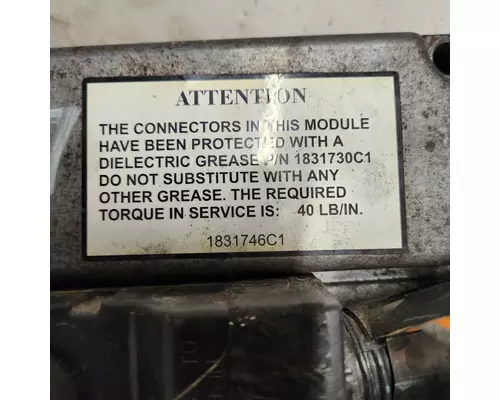 ATTENTION
THE CONNECTORS IN THIS MODULE
HAVE BEEN PROTECTED WITH A
DIELECTRIC GREASE P/N 1831730C1
DO NOT SUBSTITUTE WITH ANY
OTHER GREASE. THE REQUIRED
TORQUE IN SERVICE IS: 40 LB/IN.
1831746C1